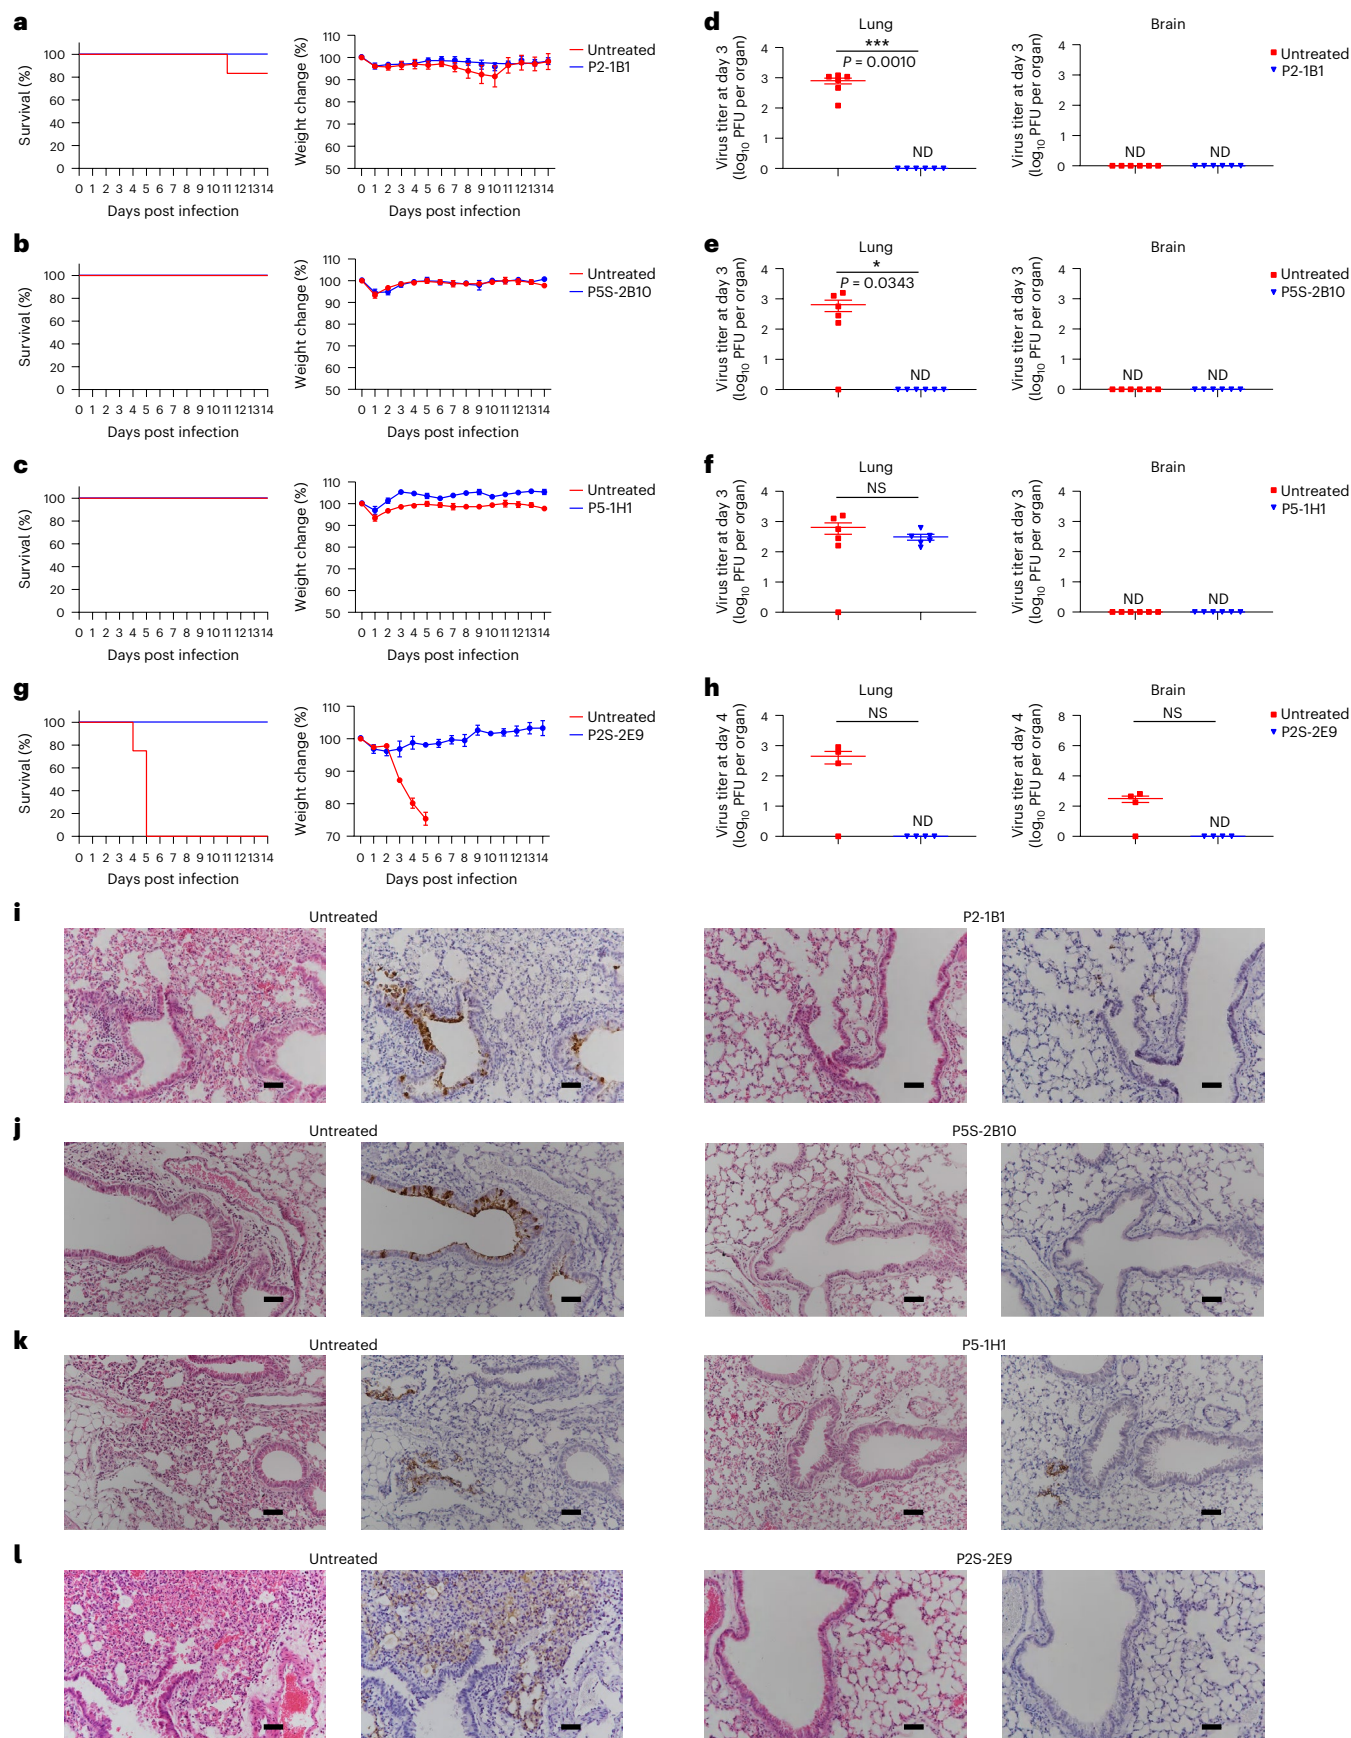 a
Survival (%)
100
80
60
40
20
0
0 1 2 3 4 5 6 7 8 9 10 11 12 13 14
Days post infection
Weight change (%)
110
100
90
80
70
60
50
0 1 2 3 4 5 6 7 8 9 10 11 12 13 14
Days post infection
Untreated
P2-1B1
d
Lung
Virus titer at day 3
(log10 PFU per organ)
4
3
2
1
0
***
P = 0.0010
ND
Brain
Virus titer at day 3
(log10 PFU per organ)
4
3
2
1
0
ND ND
Untreated
P2-1B1
b
Survival (%)
100
80
60
40
20
0
0 1 2 3 4 5 6 7 8 9 10 11 12 13 14
Days post infection
Weight change (%)
110
100
90
80
70
60
50
0 1 2 3 4 5 6 7 8 9 10 11 12 13 14
Days post infection
Untreated
P5S-2B10
e
Lung
Virus titer at day 3
(log10 PFU per organ)
4
3
2
1
0
*
P = 0.0343
ND
Brain
Virus titer at day 3
(log10 PFU per organ)
4
3
2
1
0
ND ND
Untreated
P5S-2B10
c
Survival (%)
100
80
60
40
20
0
0 1 2 3 4 5 6 7 8 9 10 11 12 13 14
Days post infection
Weight change (%)
110
100
90
80
70
60
50
0 1 2 3 4 5 6 7 8 9 10 11 12 13 14
Days post infection
Untreated
P5-1H1
f
Lung
Virus titer at day 3
(log10 PFU per organ)
4
3
2
1
0
NS
Brain
Virus titer at day 3
(log10 PFU per organ)
4
3
2
1
0
ND ND
Untreated
P5-1H1
g
Survival (%)
100
80
60
40
20
0
0 1 2 3 4 5 6 7 8 9 10 11 12 13 14
Days post infection
Weight change (%)
110
100
90
80
70
0 1 2 3 4 5 6 7 8 9 10 11 12 13 14
Days post infection
Untreated
P2S-2E9
h
Lung
Virus titer at day 4
(log10 PFU per organ)
4
3
2
1
0
NS
ND
Brain
Virus titer at day 4
(log10 PFU per organ)
8
6
4
2
0
NS
ND
Untreated
P2S-2E9
i
Untreated
P2-1B1
j
Untreated
P5S-2B10
k
Untreated
P5-1H1
l
Untreated
P2S-2E9